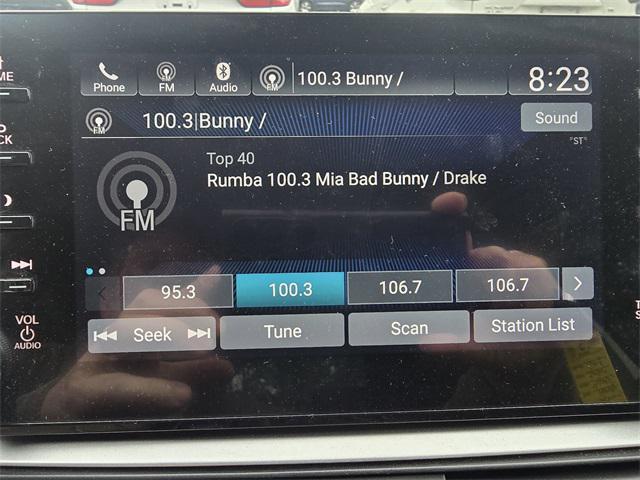 Phone
FM
Audio
FM
100.3 Bunny /
8:23
FM
100.3|Bunny /
Sound
"ST"
Top 40
Rumba 100.3 Mia Bad Bunny / Drake
FM
95.3
100.3
106.7
106.7
Seek
Tune
Scan
Station List
VOL
AUDIO